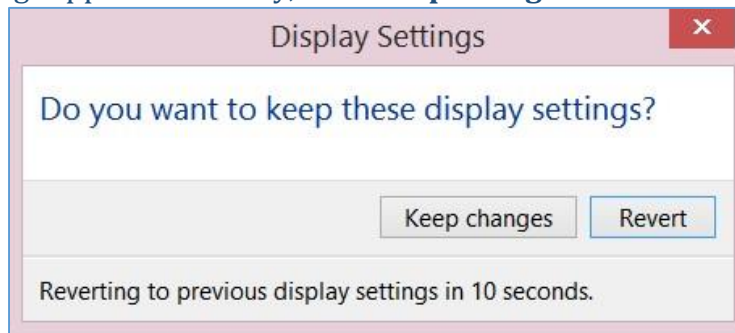 Display Settings
Do you want to keep these display settings?
Keep changes Revert
Reverting to previous display settings in 10 seconds.